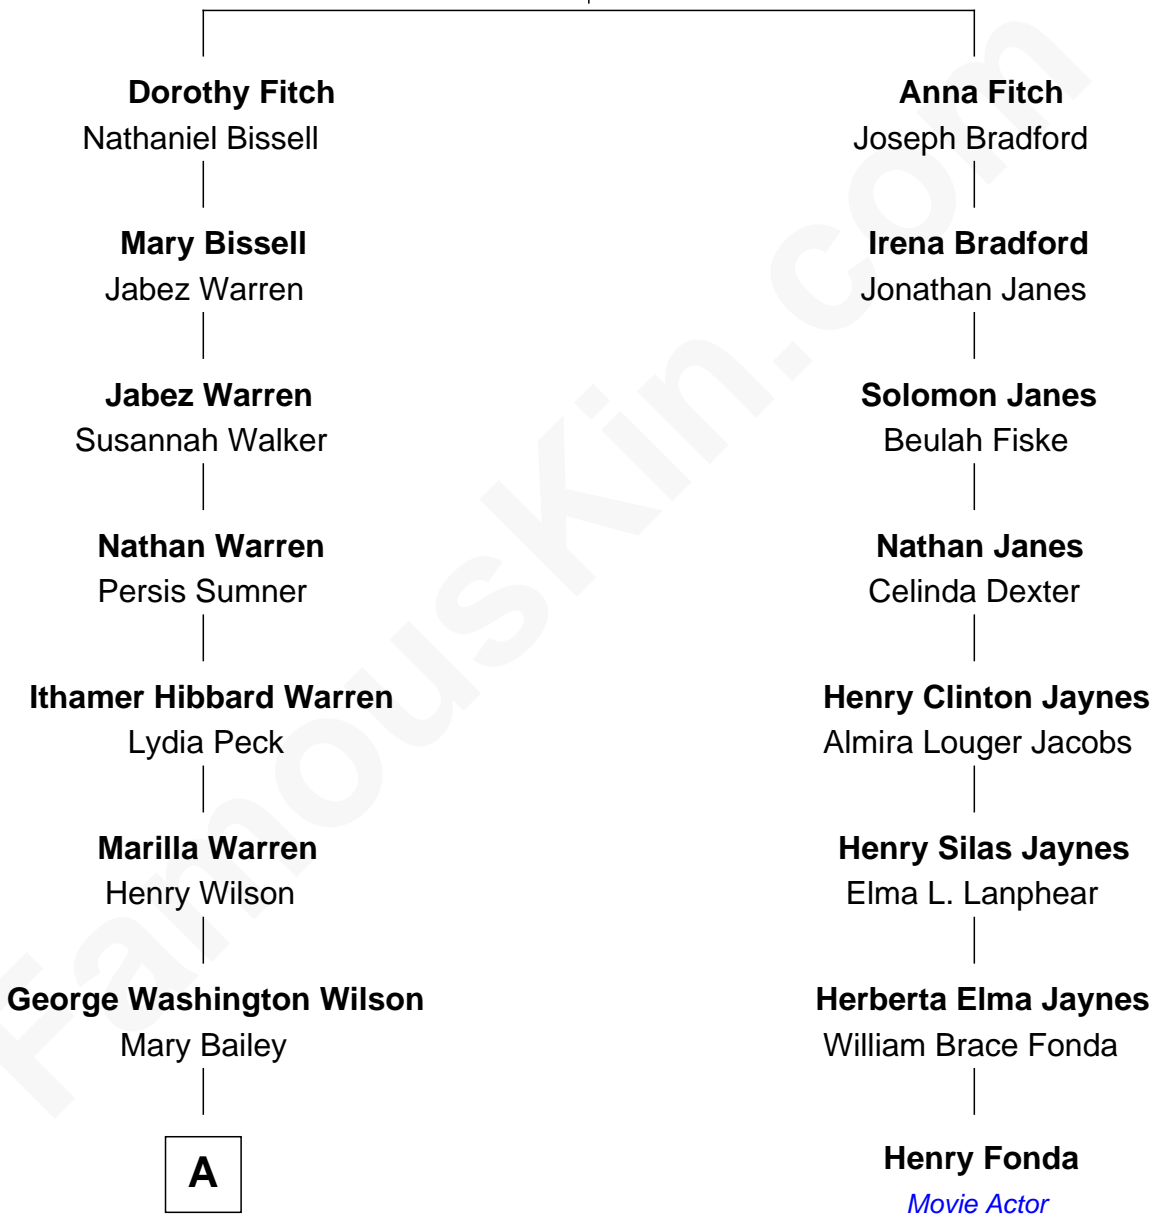 Dorothy Fitch
Nathaniel Bissell
Mary Bissell
Jabez Warren
Jabez Warren
Susannah Walker
Nathan Warren
Persis Sumner
Ithamer Hibbard Warren
Lydia Peck
Marilla Warren
Henry Wilson
George Washington Wilson
Mary Bailey
A
Anna Fitch
Joseph Bradford
Irena Bradford
Jonathan Janes
Solomon Janes
Beulah Fiske
Nathan Janes
Celinda Dexter
Henry Clinton Jaynes
Almira Louger Jacobs
Henry Silas Jaynes
Elma L. Lanphear
Herberta Elma Jaynes
William Brace Fonda
Henry Fonda
Movie Actor
FamousKin.com